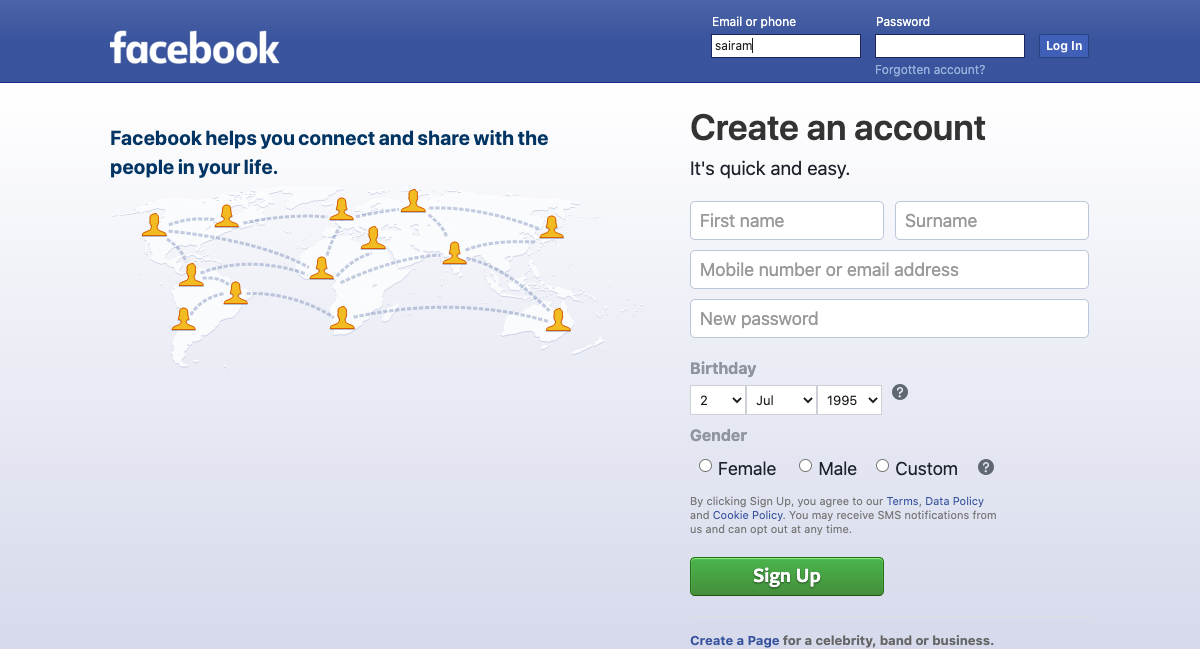 facebook
Email or phone
Password
sairam
Log In
Forgotten account?
Facebook helps you connect and share with the
people in your life.
Create an account
It's quick and easy.
First name
Surname
Mobile number or email address
New password
Birthday
2
Jul
1995
?
Gender
Female
Male
Custom
?
By clicking Sign Up, you agree to our Terms, Data Policy
and Cookie Policy. You may receive SMS notifications from
us and can opt out at any time.
Sign Up
Create a Page for a celebrity, band or business.